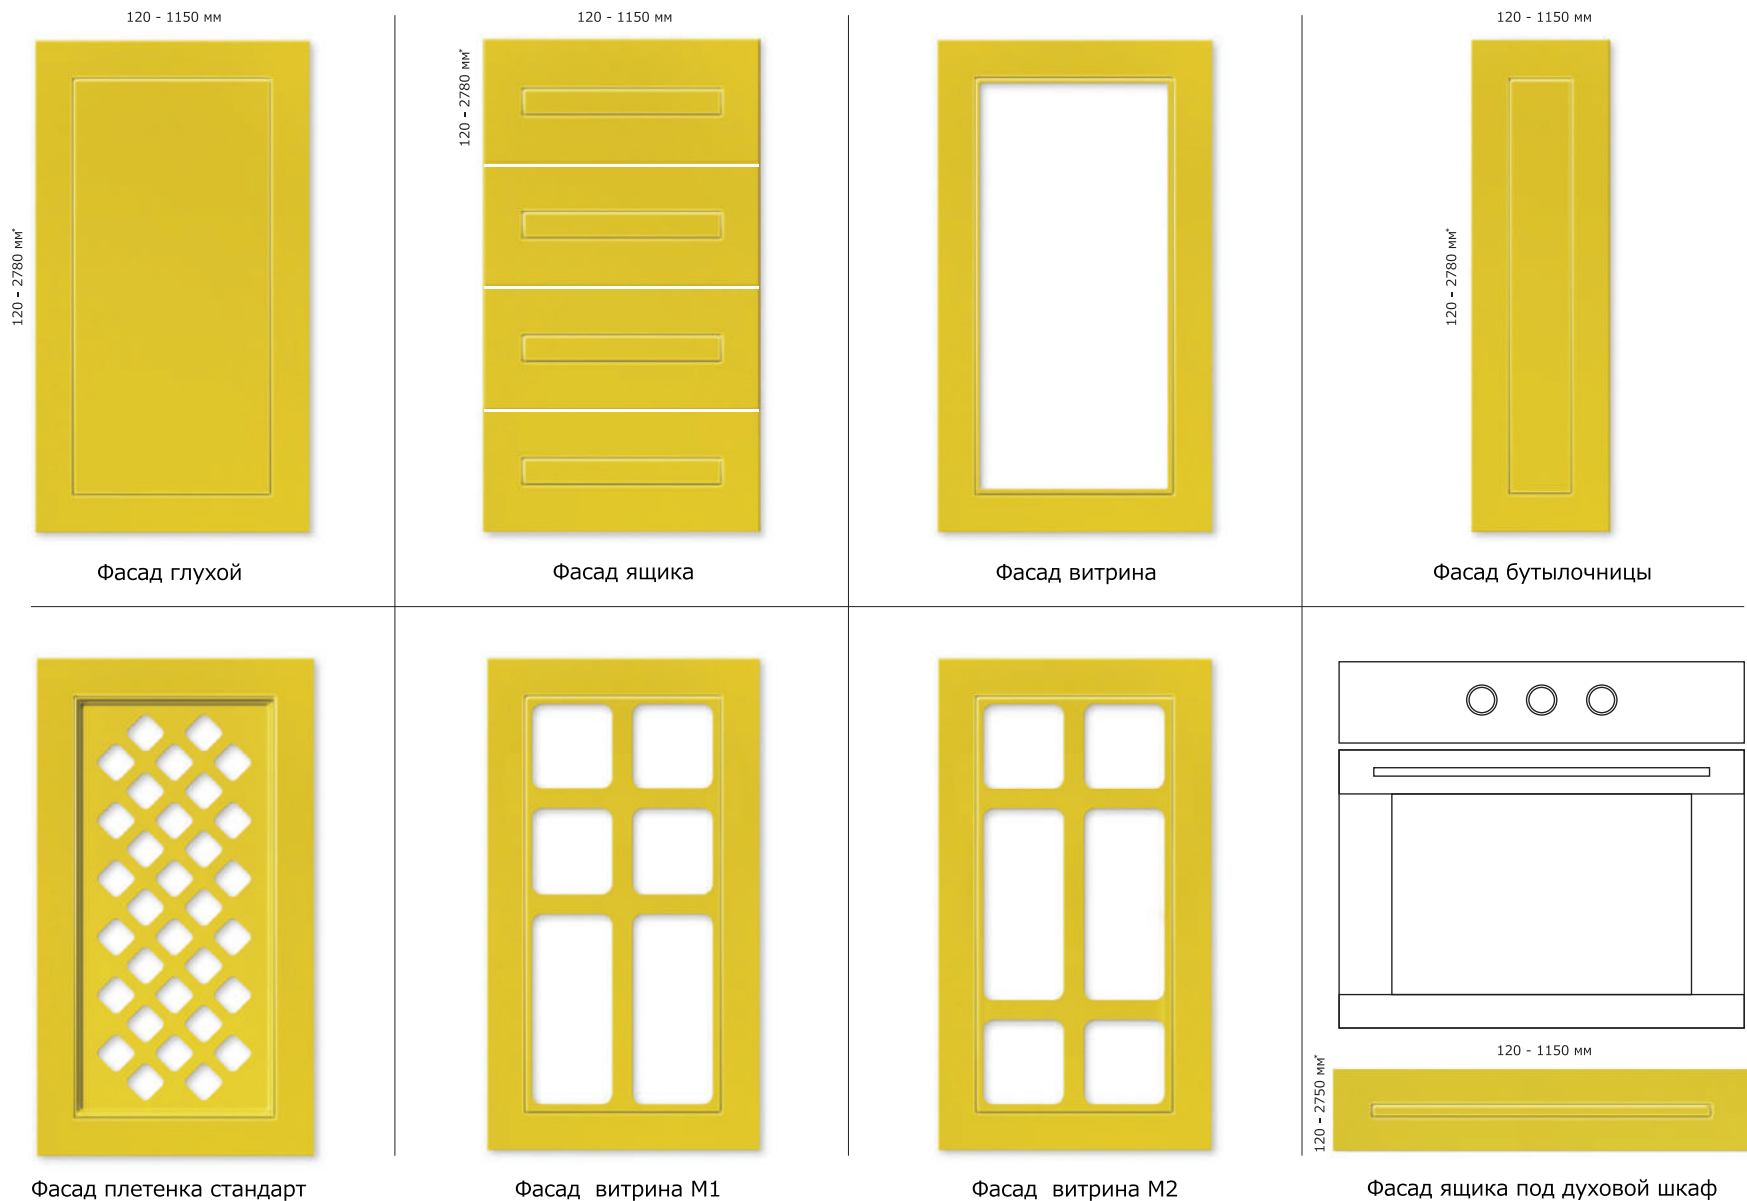 120 - 1150 мм
120 - 1150 мм
120 - 1150 мм
120 - 2780 мм*
120 - 2780 мм*
120 - 2780 мм*
Фасад глухой
Фасад ящика
Фасад витрина
Фасад бутылочницы
120 - 1150 мм
120 - 2750 мм*
Фасад плетенка стандарт
Фасад витрина М1
Фасад витрина М2
Фасад ящика под духовой шкаф